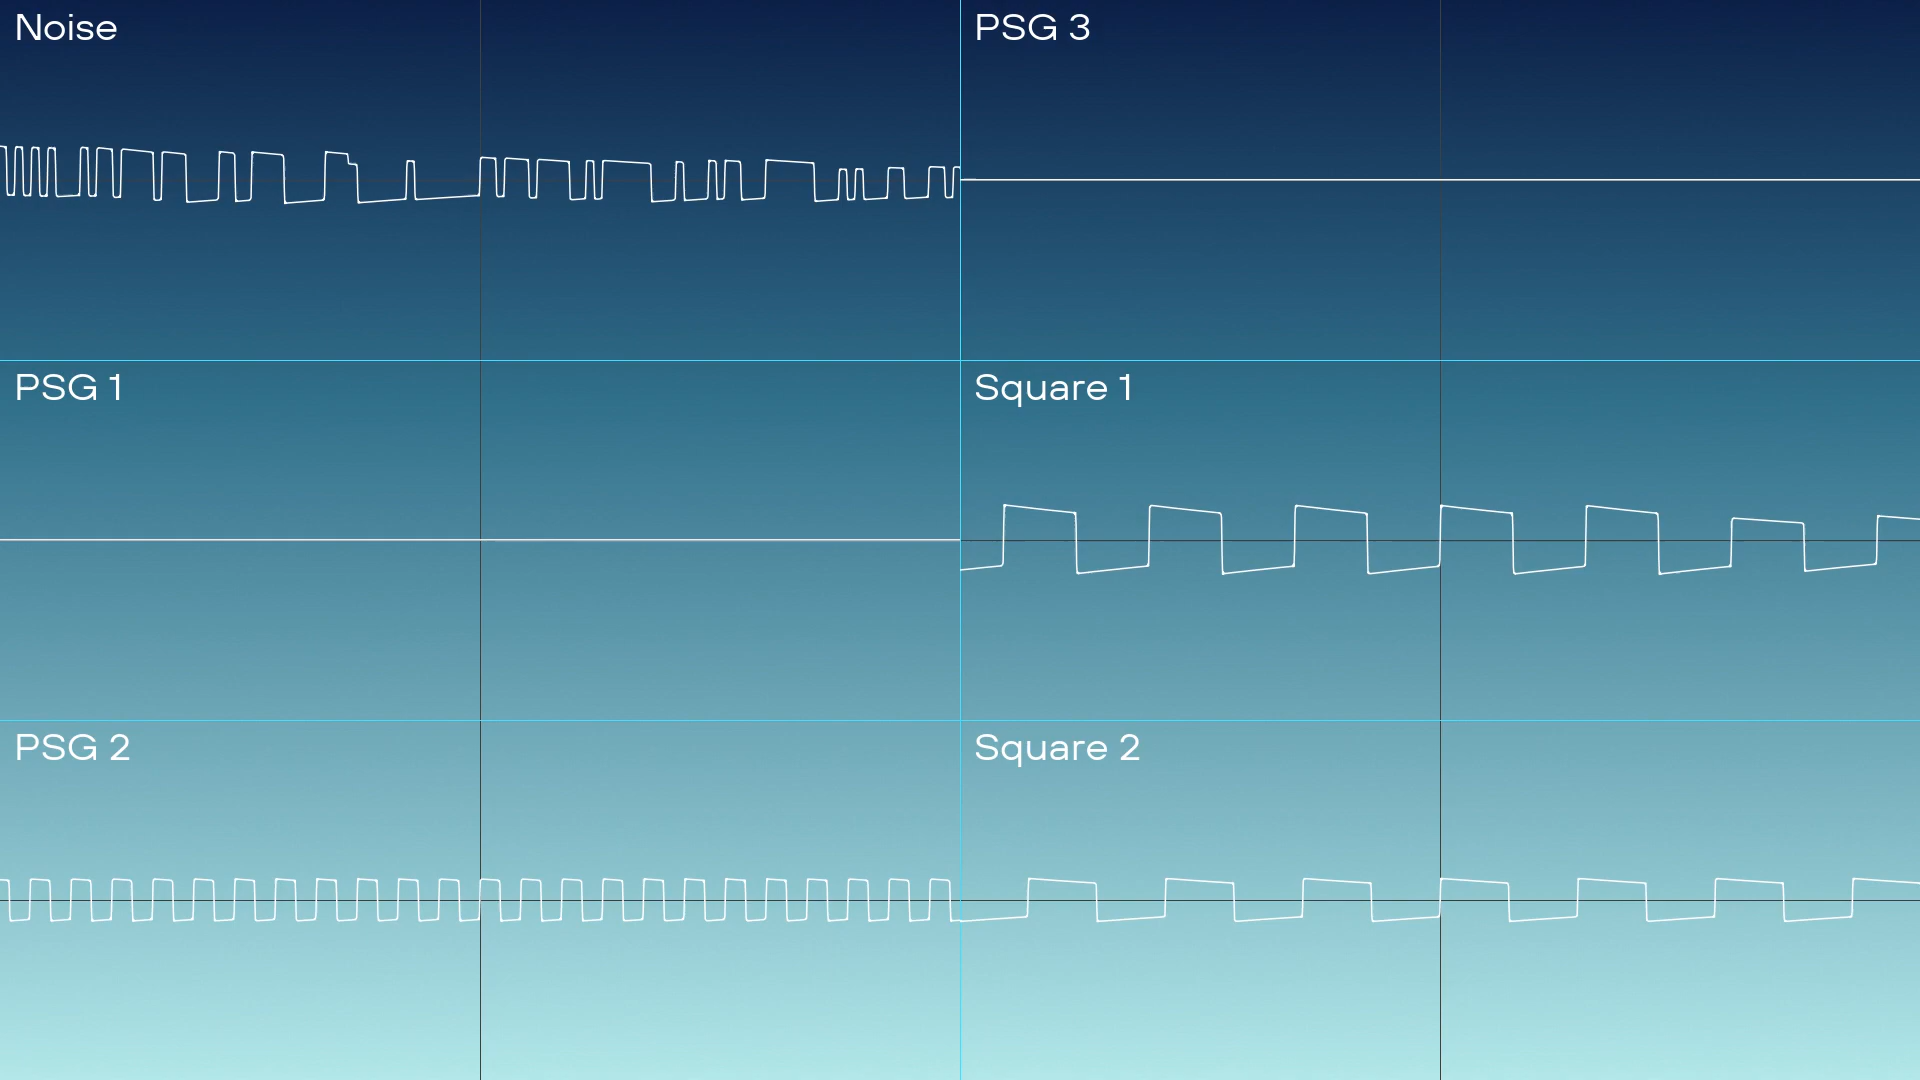 Noise
PSG 3
PSG 1
Square 1
PSG 2
Square 2